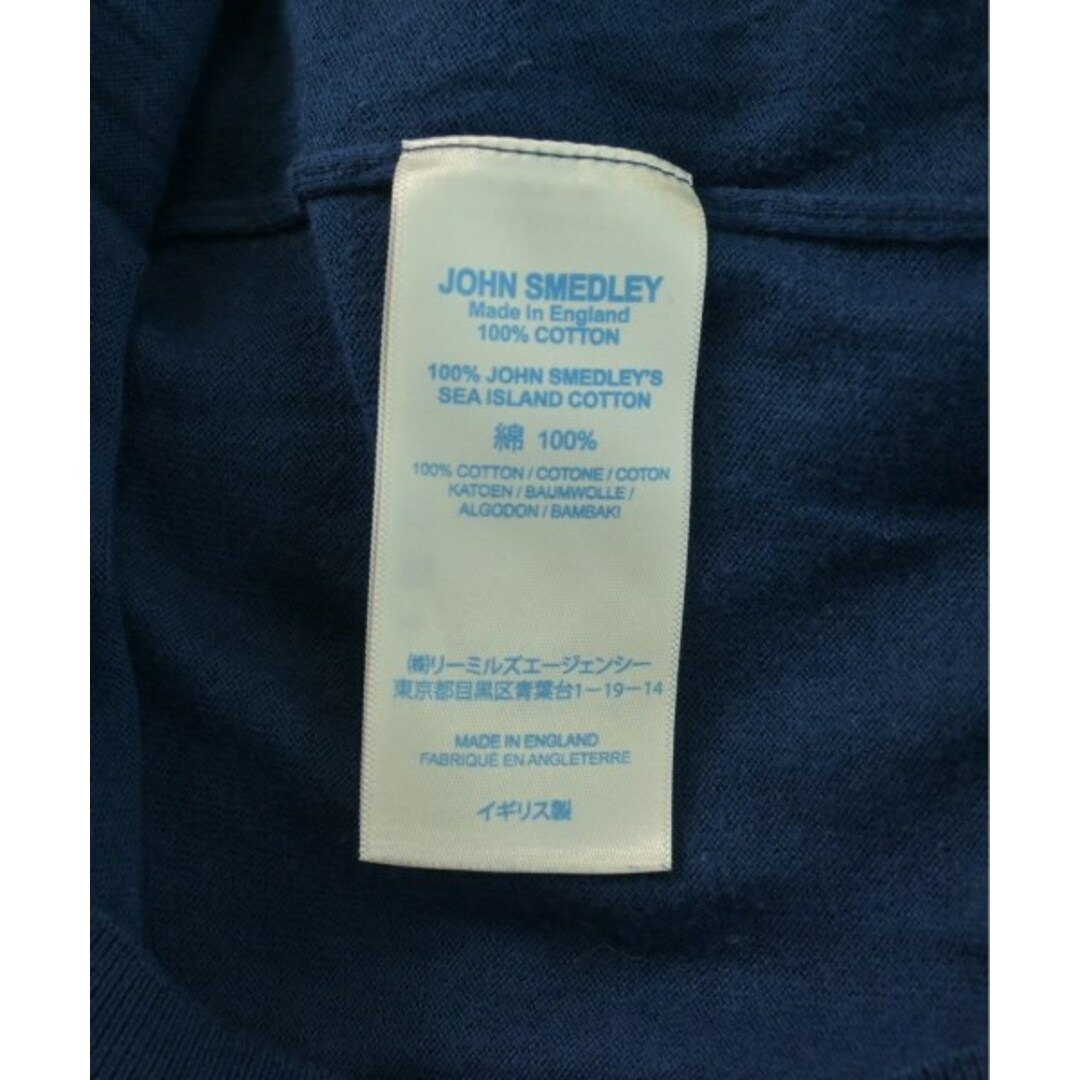 JOHN SMEDLEY
Made in England
100% COTTON
100% JOHN SMEDLEY'S
SEA ISLAND COTTON
綿 100%
100% COTTON / COTONE / COTON
KATOEN / BAUMWOLLE /
ALGODON / BAMBAKI
㈱リーミルズエージェンシー
東京都目黒区青葉台1-19-14
MADE IN ENGLAND
FABRIQUÉ EN ANGLETERRE
イギリス製